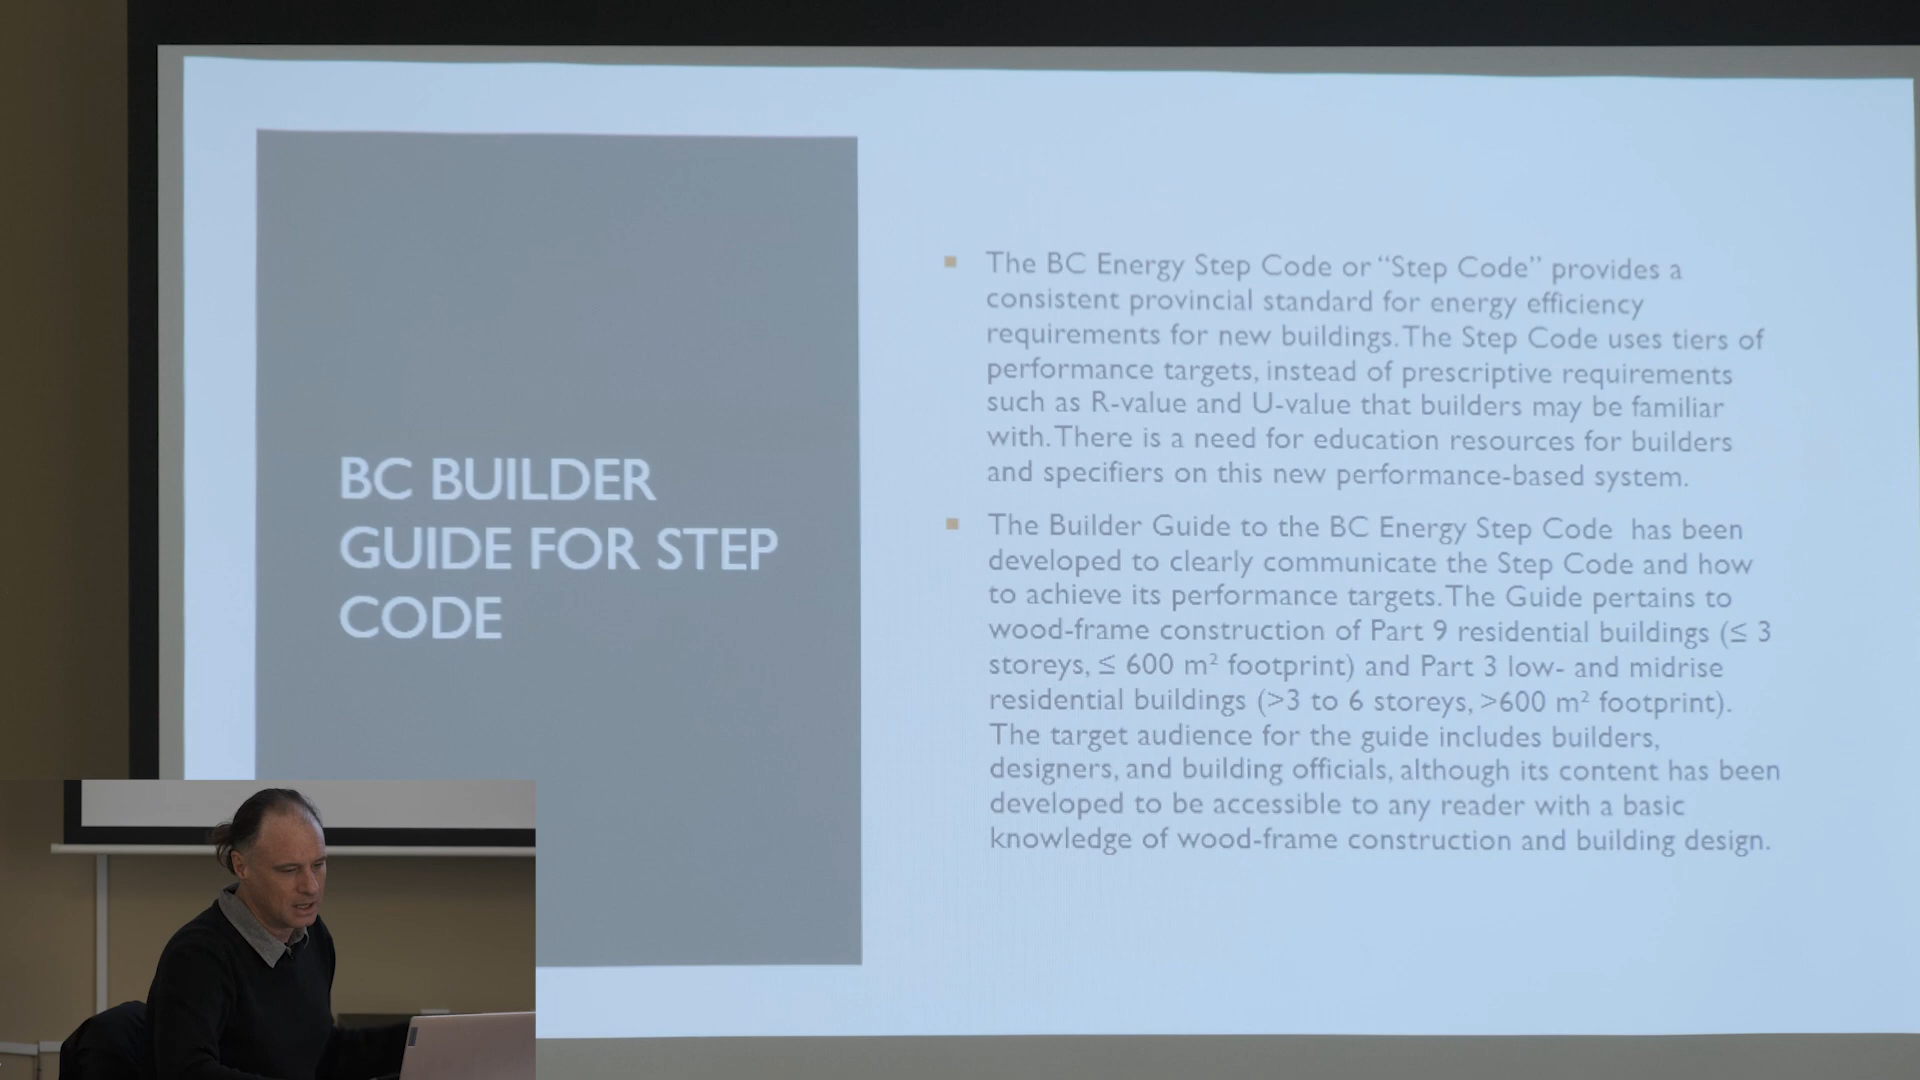 BC BUILDER
GUIDE FOR STEP
CODE
The BC Energy Step Code or “Step Code” provides a
consistent provincial standard for energy efficiency
requirements for new buildings. The Step Code uses tiers of
performance targets, instead of prescriptive requirements
such as R-value and U-value that builders may be familiar
with. There is a need for education resources for builders
and specifiers on this new performance-based system.
The Builder Guide to the BC Energy Step Code has been
developed to clearly communicate the Step Code and how
to achieve its performance targets. The Guide pertains to
wood-frame construction of Part 9 residential buildings (≤ 3
storeys, ≤ 600 m² footprint) and Part 3 low- and midrise
residential buildings (>3 to 6 storeys, >600 m² footprint).
The target audience for the guide includes builders,
designers, and building officials, although its content has been
developed to be accessible to any reader with a basic
knowledge of wood-frame construction and building design.